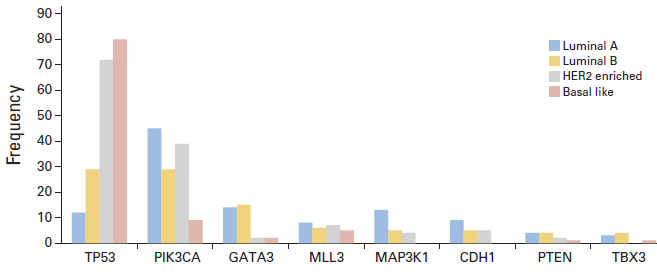 Frequency
90
80
70
60
50
40
30
20
10
0
Luminal A
Luminal B
HER2 enriched
Basal like
TP53 PIK3CA GATA3 MLL3 MAP3K1 CDH1 PTEN TBX3